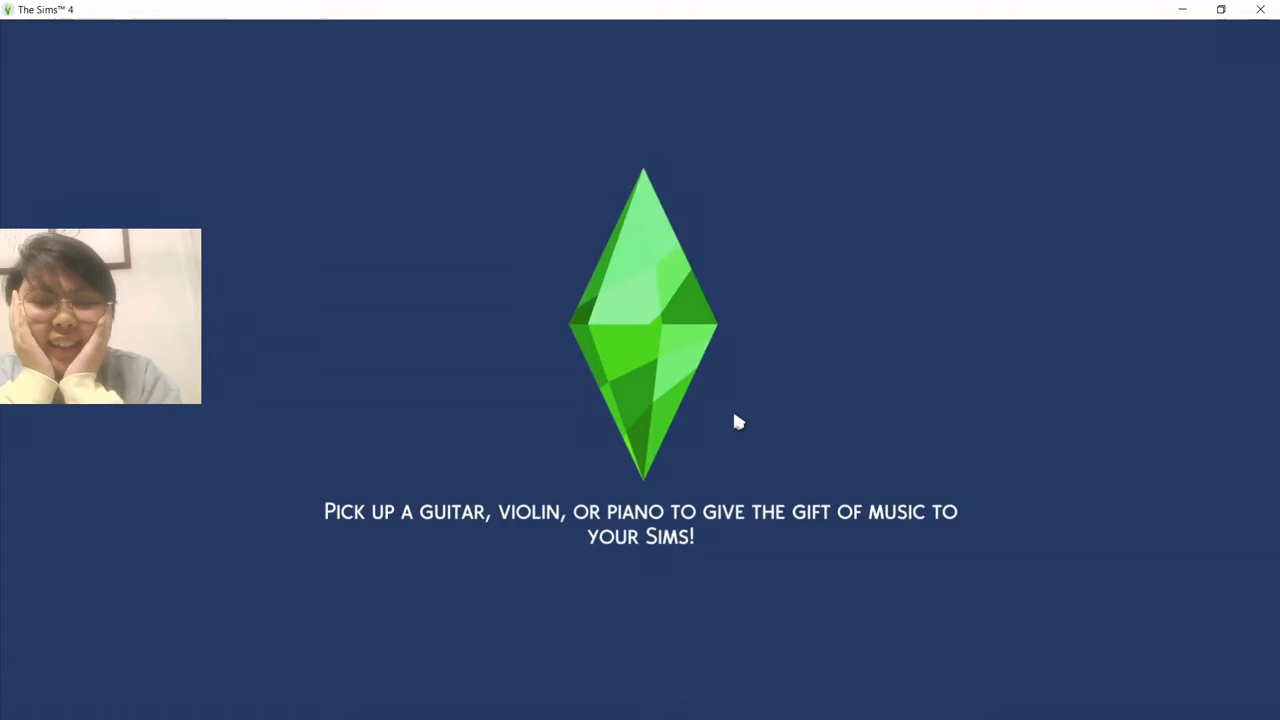 The Sims™ 4
PICK UP A GUITAR, VIOLIN, OR PIANO TO GIVE THE GIFT OF MUSIC TO
YOUR SIMS!